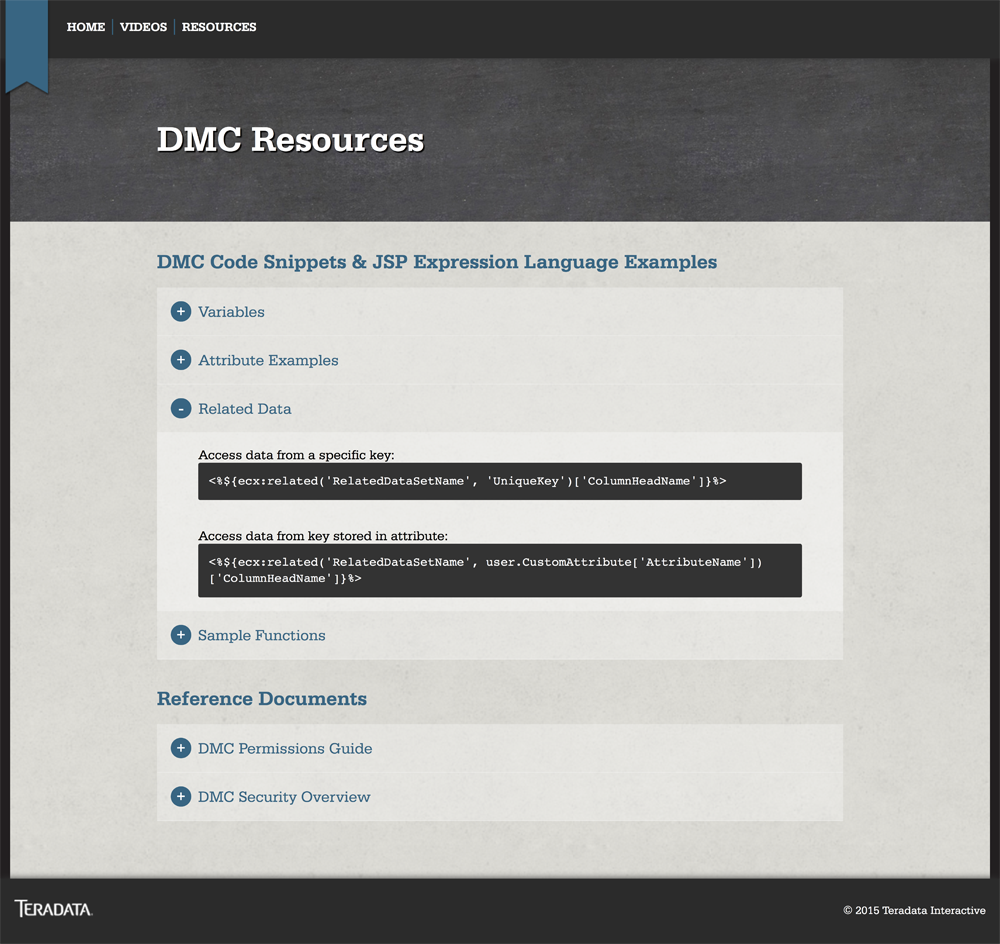 HOME VIDEOS RESOURCES
DMC Resources
DMC Code Snippets & JSP Expression Language Examples
+ Variables
+ Attribute Examples
- Related Data
Access data from a specific key:
<%${ecx:related('RelatedDataSetName', 'UniqueKey')['ColumnHeadName']}%>
Access data from key stored in attribute:
<%${ecx:related('RelatedDataSetName', user.CustomAttribute['AttributeName'])
['ColumnHeadName']}%>
+ Sample Functions
Reference Documents
+ DMC Permissions Guide
+ DMC Security Overview
TERADATA.
© 2015 Teradata Interactive